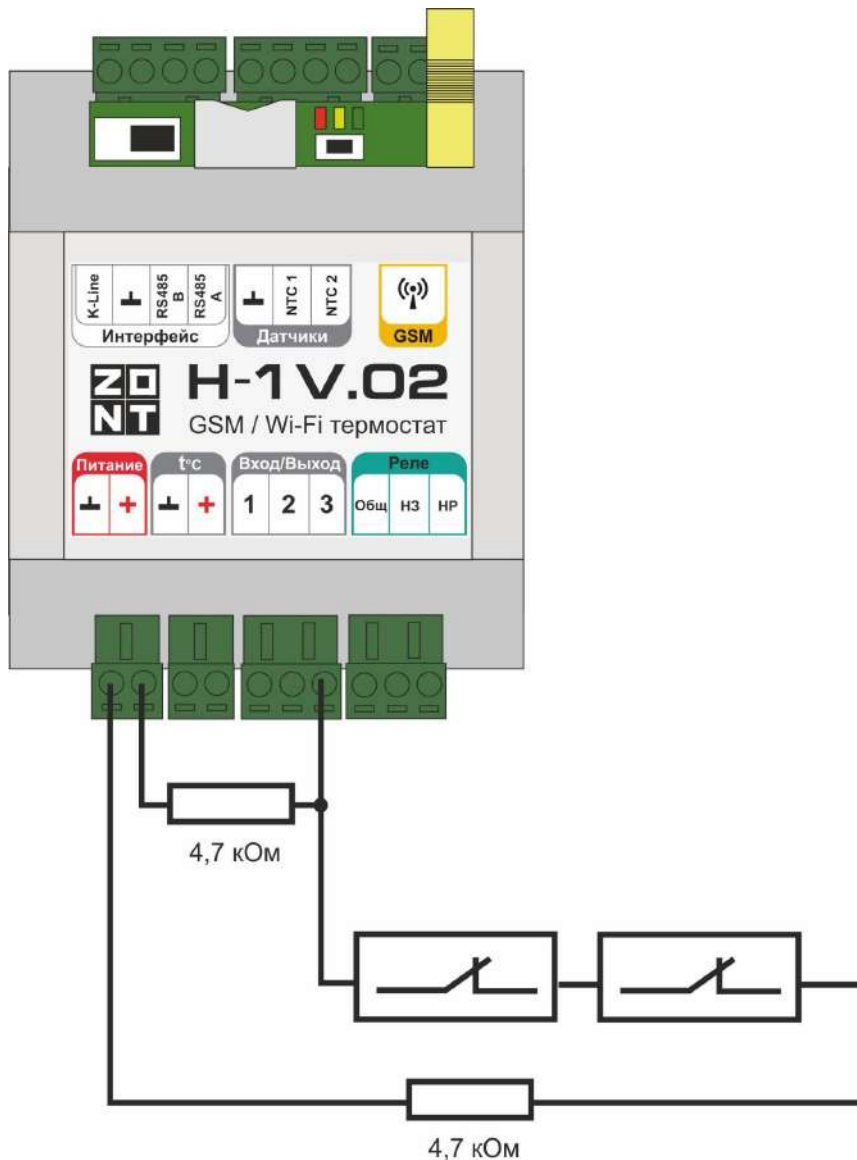 K-Line
RS485 B
RS485 A
NTC 1
NTC 2
Интерфейс
Датчики
GSM
ZONT
H-1V.02
GSM / Wi-Fi термостат
Питание
t°C
Вход/Выход
Реле
+
+
1
2
3
Общ
НЗ
НР
4,7 кОм
4,7 кОм